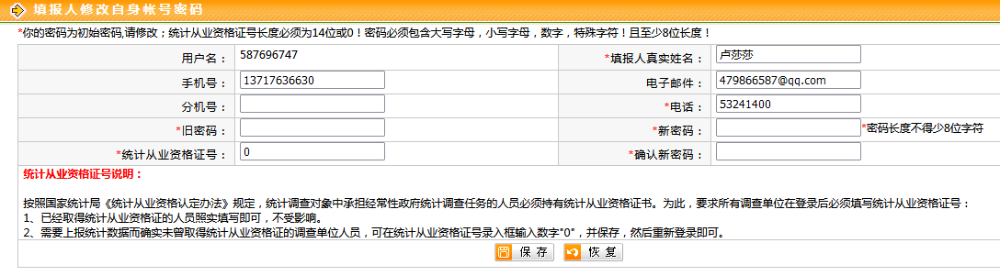 填报人修改自身帐号密码
*你的密码为初始密码,请修改；统计从业资格证号长度必须为14位或0！密码必须包含大写字母，小写字母，数字，特殊字符！且至少8位长度！
用户名： 587696747 *填报人真实姓名： 卢莎莎
手机号： 13717636630 电子邮件： 479866587@qq.com
分机号： *电话： 53241400
*旧密码： *新密码： *密码长度不得少8位字符
*统计从业资格证号： 0 *确认新密码：
统计从业资格证号说明：
按照国家统计局《统计从业资格认定办法》规定，统计调查对象中承担经常性政府统计调查任务的人员必须持有统计从业资格证书。为此，要求所有调查单位在登录后必须填写统计从业资格证号：
1、已经取得统计从业资格证的人员照实填写即可，不受影响。
2、需要上报统计数据而确实未曾取得统计从业资格证的调查单位人员，可在统计从业资格证号录入框输入数字"0"，并保存，然后重新登录即可。
保存 恢复